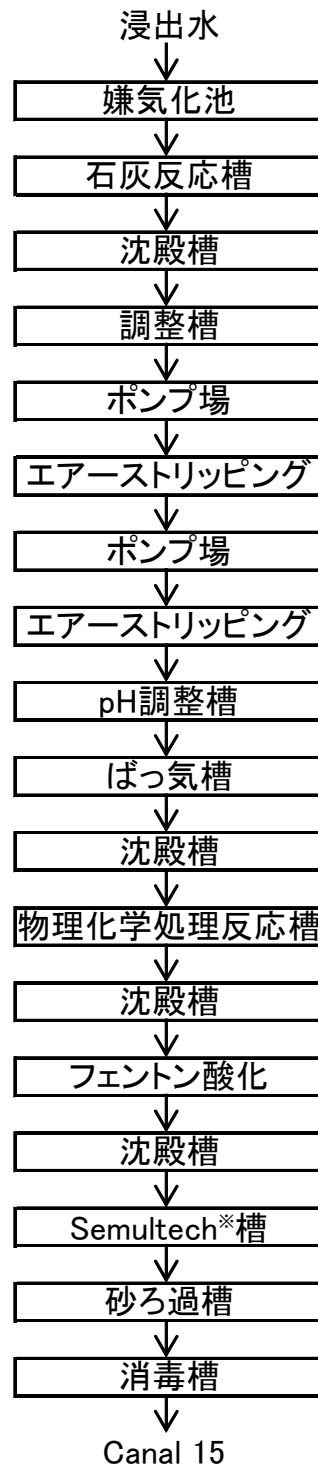 浸出水
嫌気化池
石灰反応槽
沈殿槽
調整槽
ポンプ場
エアーストリッピング
ポンプ場
エアーストリッピング
pH調整槽
ばっ気槽
沈殿槽
物理化学処理反応槽
沈殿槽
フェントン酸化
沈殿槽
Semultech※槽
砂ろ過槽
消毒槽
Canal 15